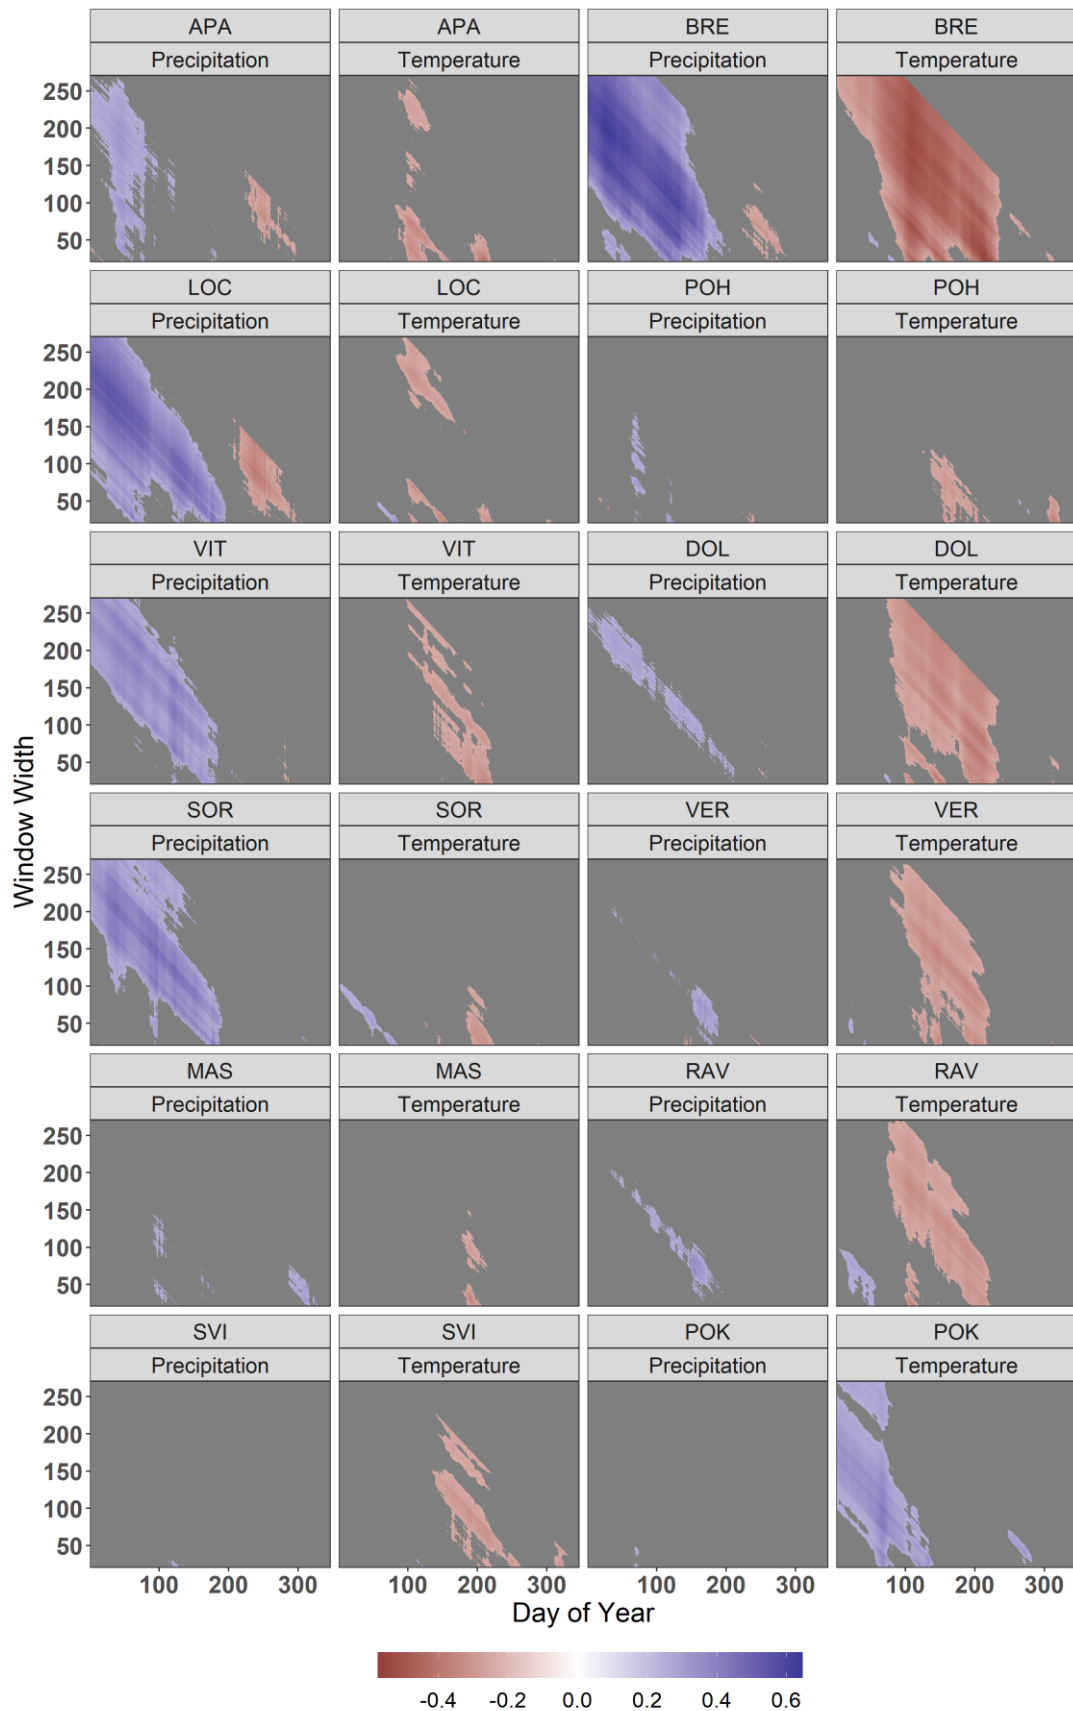 APA APA BRE BRE
Precipitation Temperature Precipitation Temperature
250
200
150
100
50
LOC LOC POH POH
Precipitation Temperature Precipitation Temperature
250
200
150
100
50
VIT VIT DOL DOL
Precipitation Temperature Precipitation Temperature
250
200
150
100
50
Window Width
SOR SOR VER VER
Precipitation Temperature Precipitation Temperature
250
200
150
100
50
MAS MAS RAV RAV
Precipitation Temperature Precipitation Temperature
250
200
150
100
50
SVI SVI POK POK
Precipitation Temperature Precipitation Temperature
250
200
150
100
50
100 200 300 100 200 300 100 200 300 100 200 300
Day of Year
-0.4 -0.2 0.0 0.2 0.4 0.6